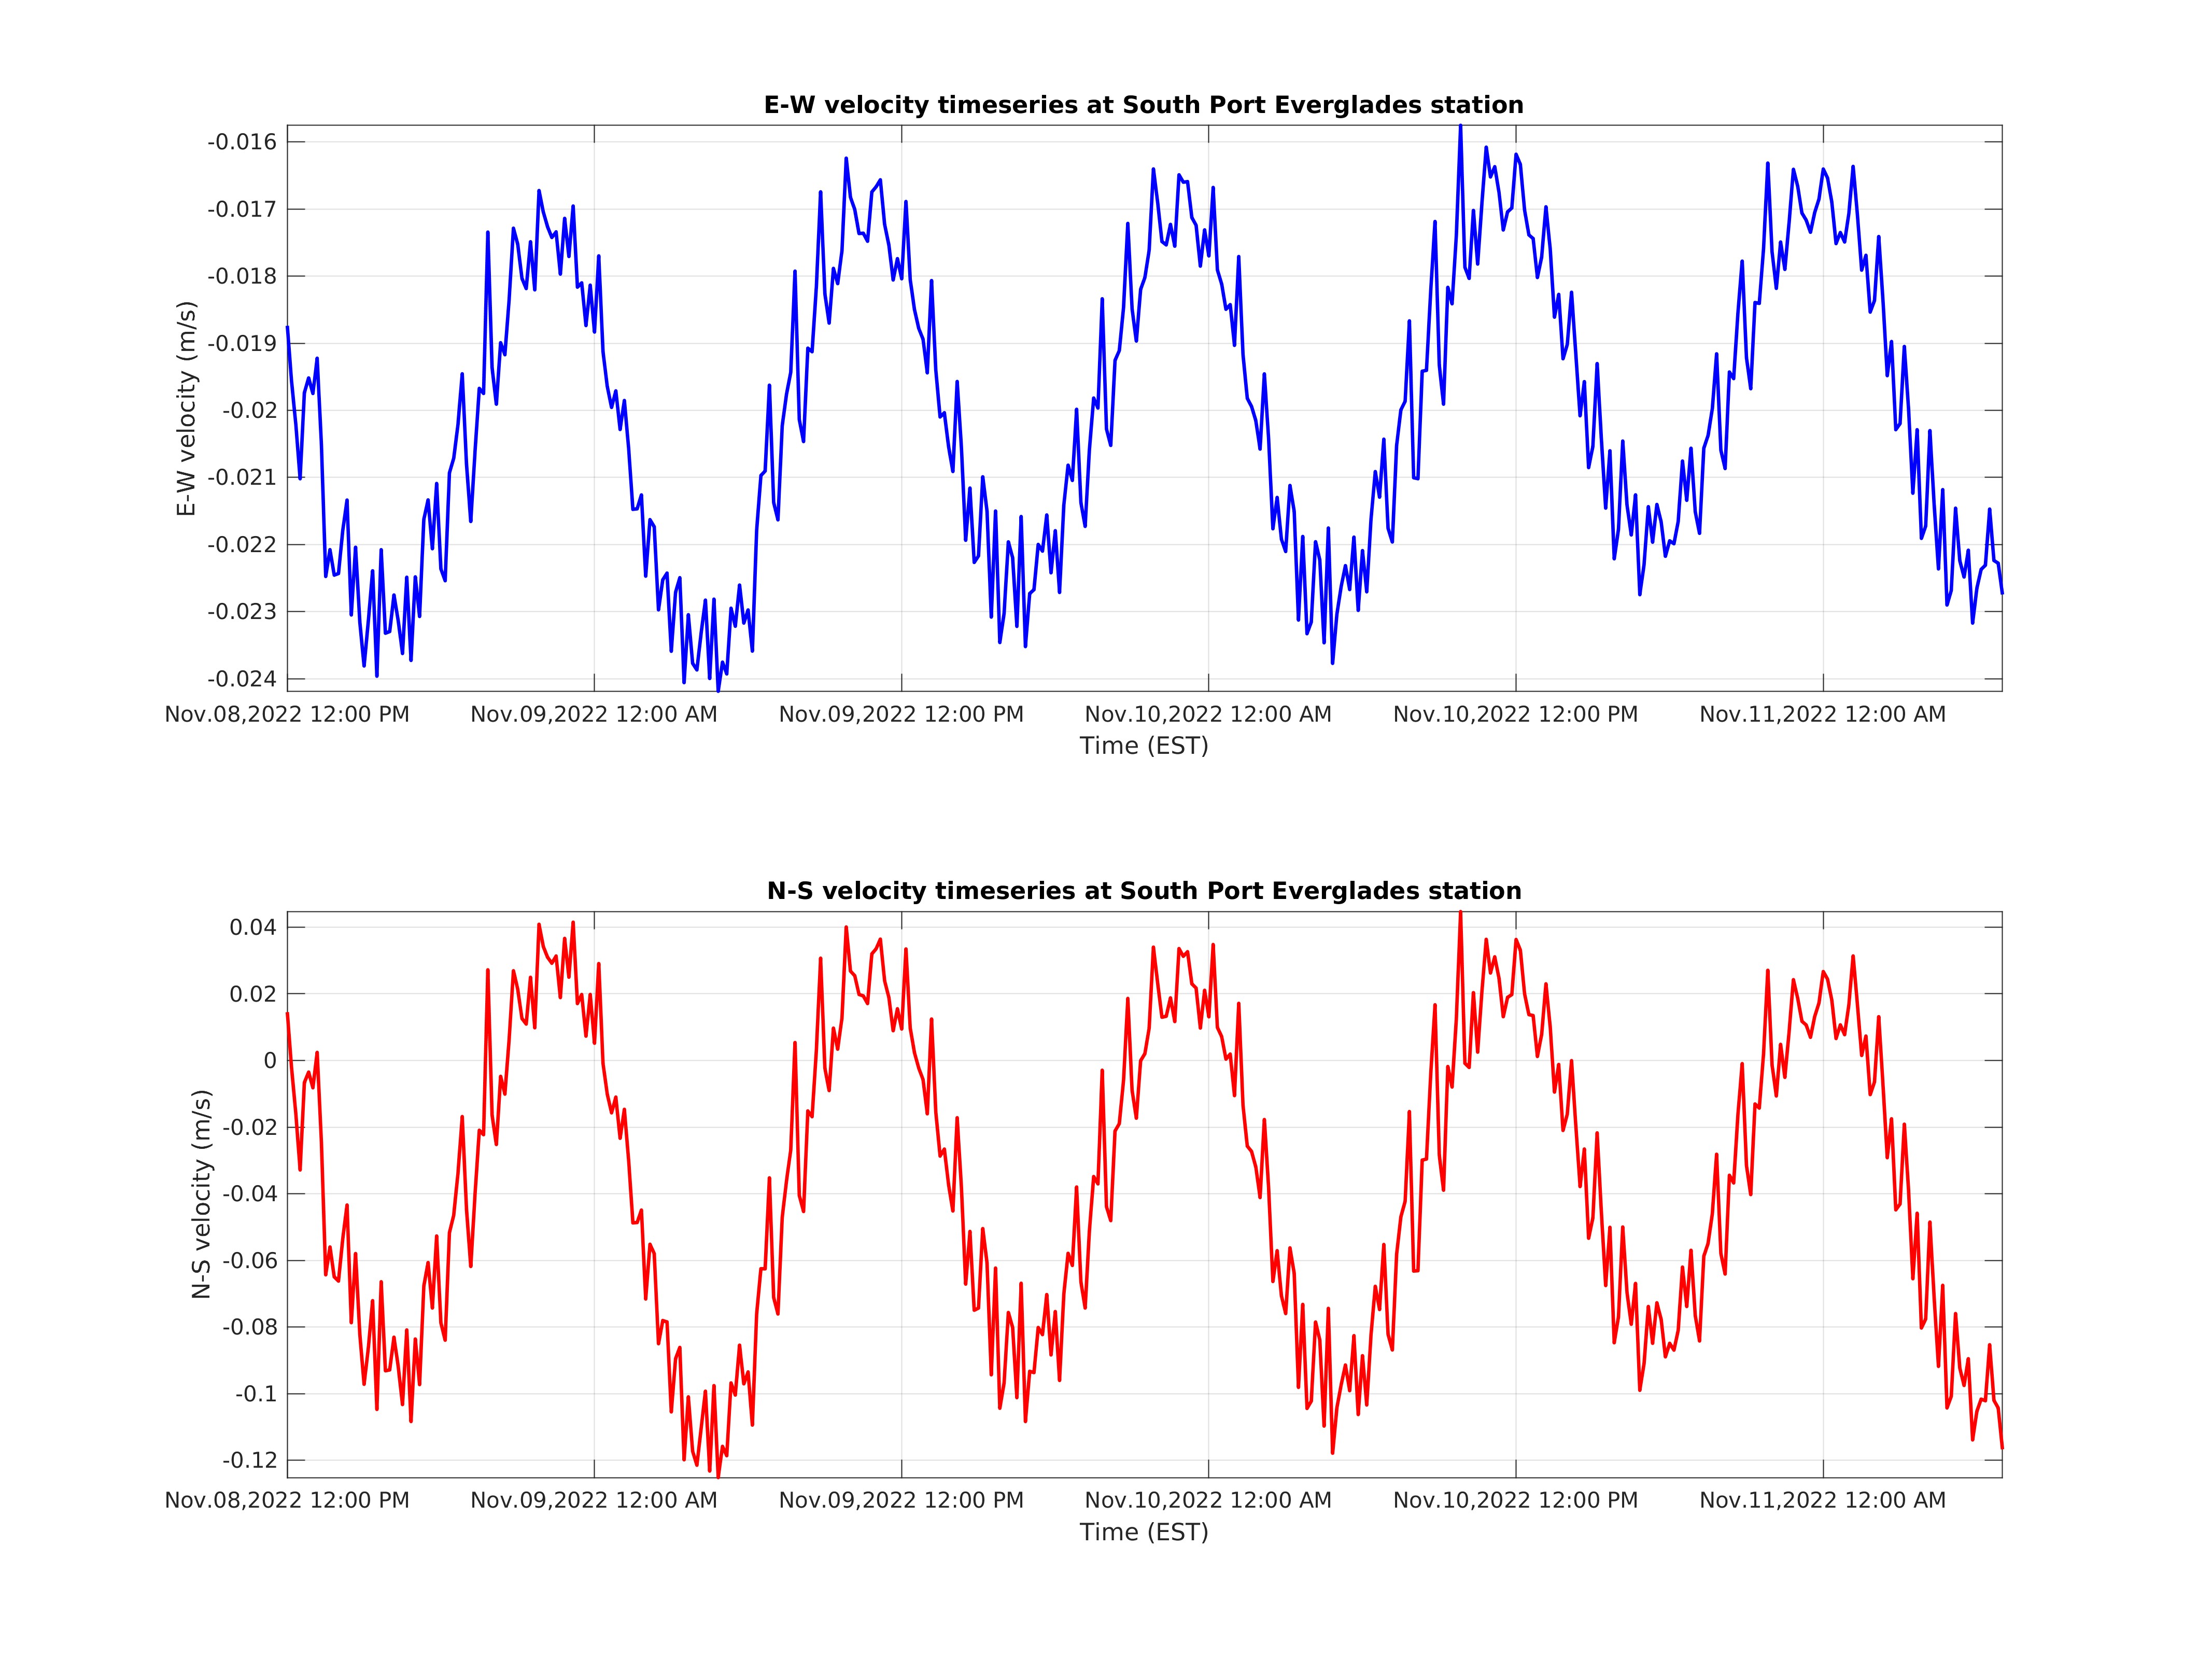 E-W velocity timeseries at South Port Everglades station
-0.016
-0.017
-0.018
-0.019
-0.02
-0.021
-0.022
-0.023
-0.024
E-W velocity (m/s)
Nov.08,2022 12:00 PM Nov.09,2022 12:00 AM Nov.09,2022 12:00 PM Nov.10,2022 12:00 AM Nov.10,2022 12:00 PM Nov.11,2022 12:00 AM
Time (EST)
N-S velocity timeseries at South Port Everglades station
0.04
0.02
0
-0.02
-0.04
-0.06
-0.08
-0.1
-0.12
N-S velocity (m/s)
Nov.08,2022 12:00 PM Nov.09,2022 12:00 AM Nov.09,2022 12:00 PM Nov.10,2022 12:00 AM Nov.10,2022 12:00 PM Nov.11,2022 12:00 AM
Time (EST)